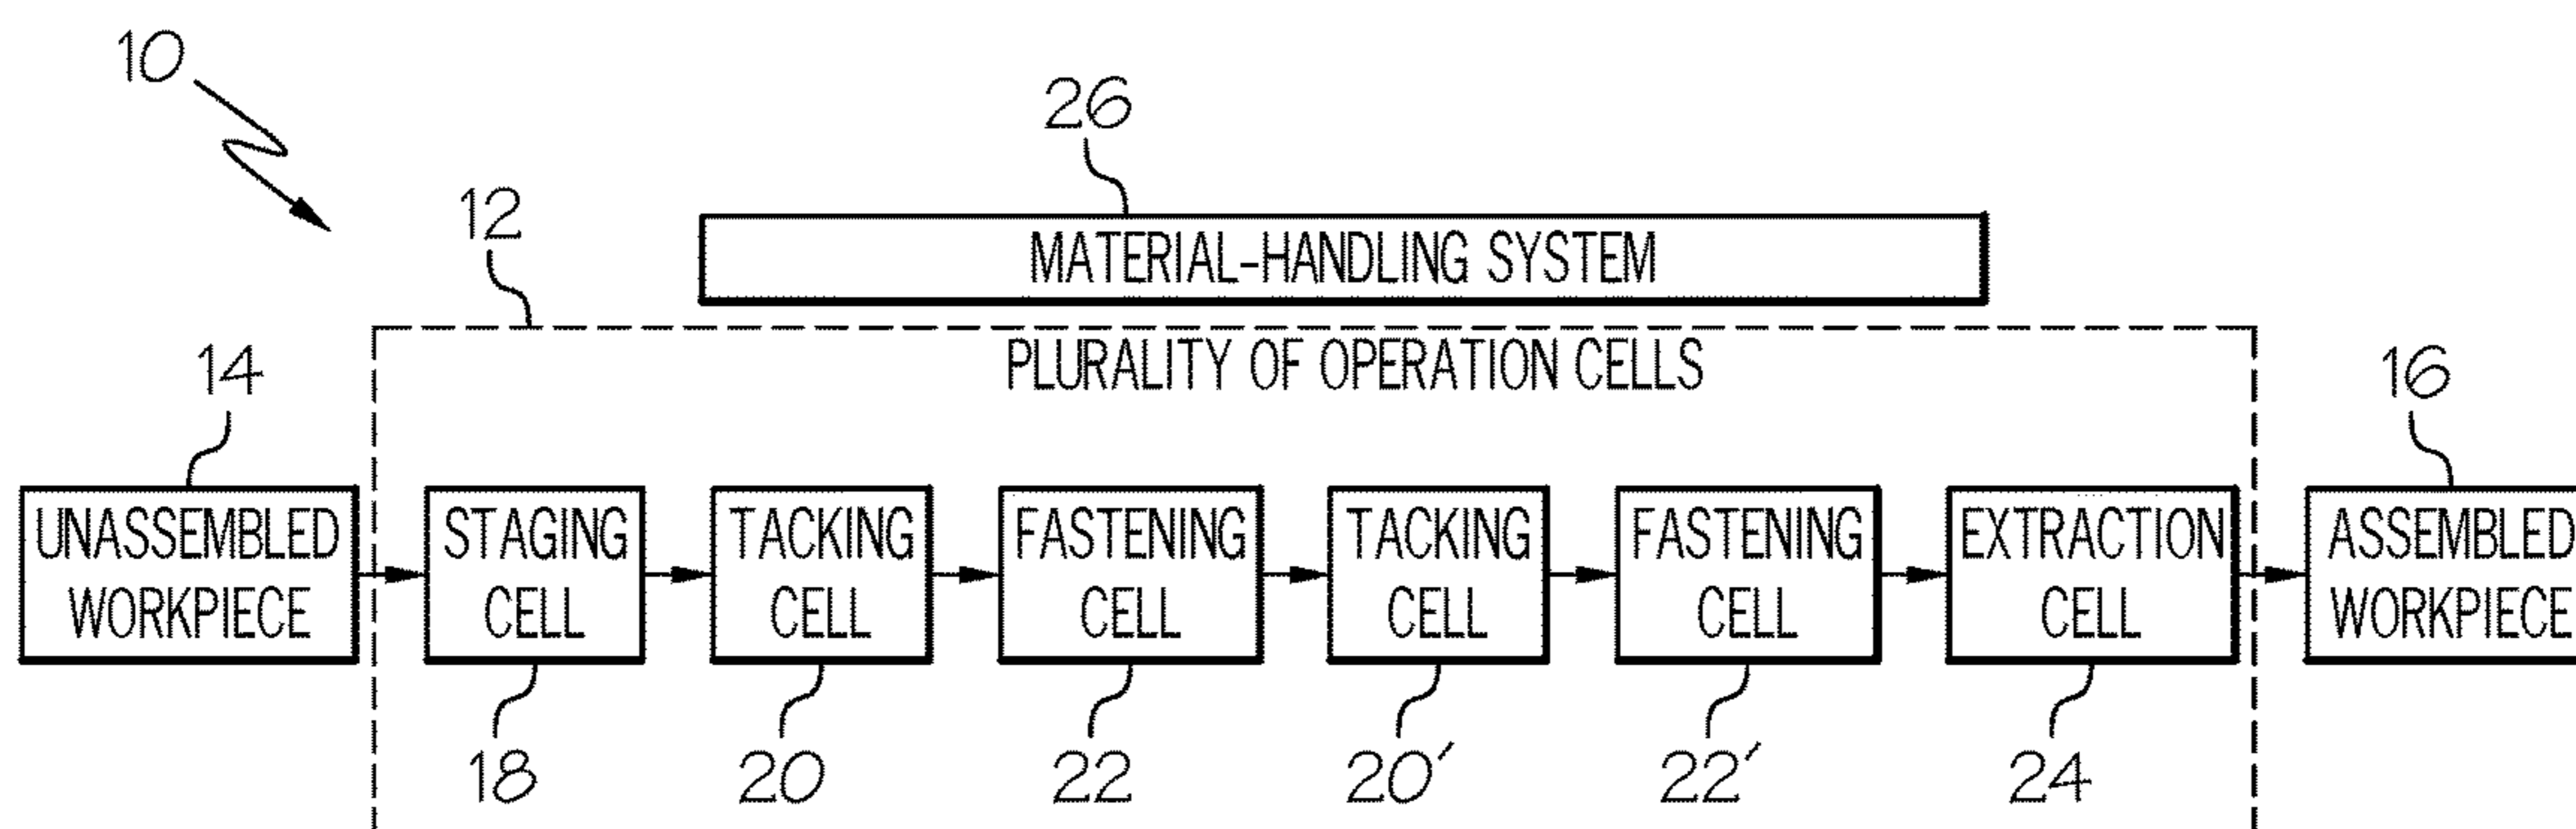 10
26
12
MATERIAL-HANDLING SYSTEM
PLURALITY OF OPERATION CELLS
14
16
UNASSEMBLED
WORKPIECE
STAGING
CELL
TACKING
CELL
FASTENING
CELL
TACKING
CELL
FASTENING
CELL
EXTRACTION
CELL
ASSEMBLED
WORKPIECE
18
20
22
20'
22'
24